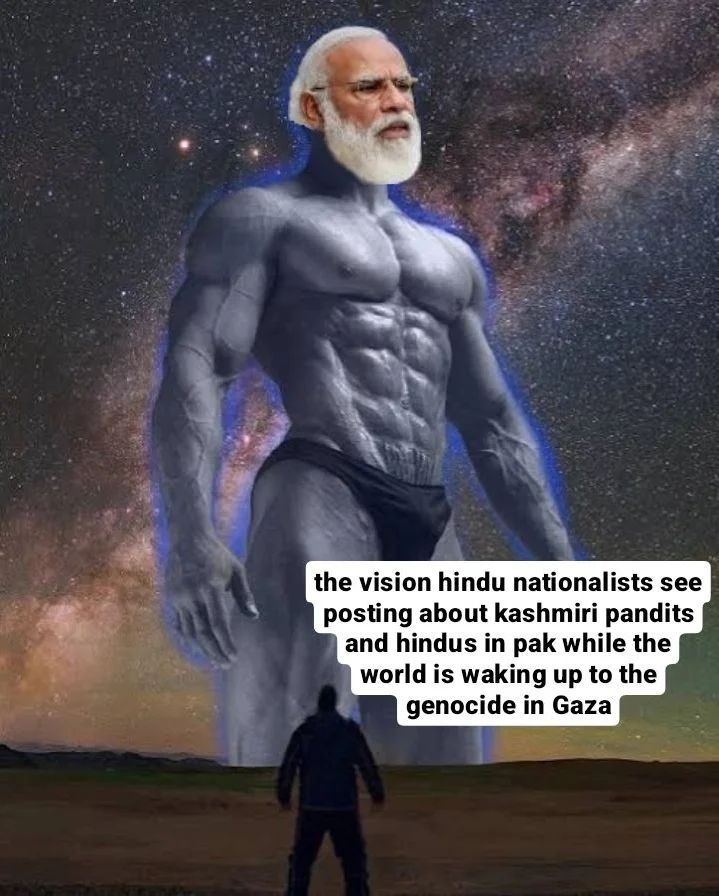 the vision hindu nationalists see
posting about kashmiri pandits
and hindus in pak while the
world is waking up to the
genocide in Gaza